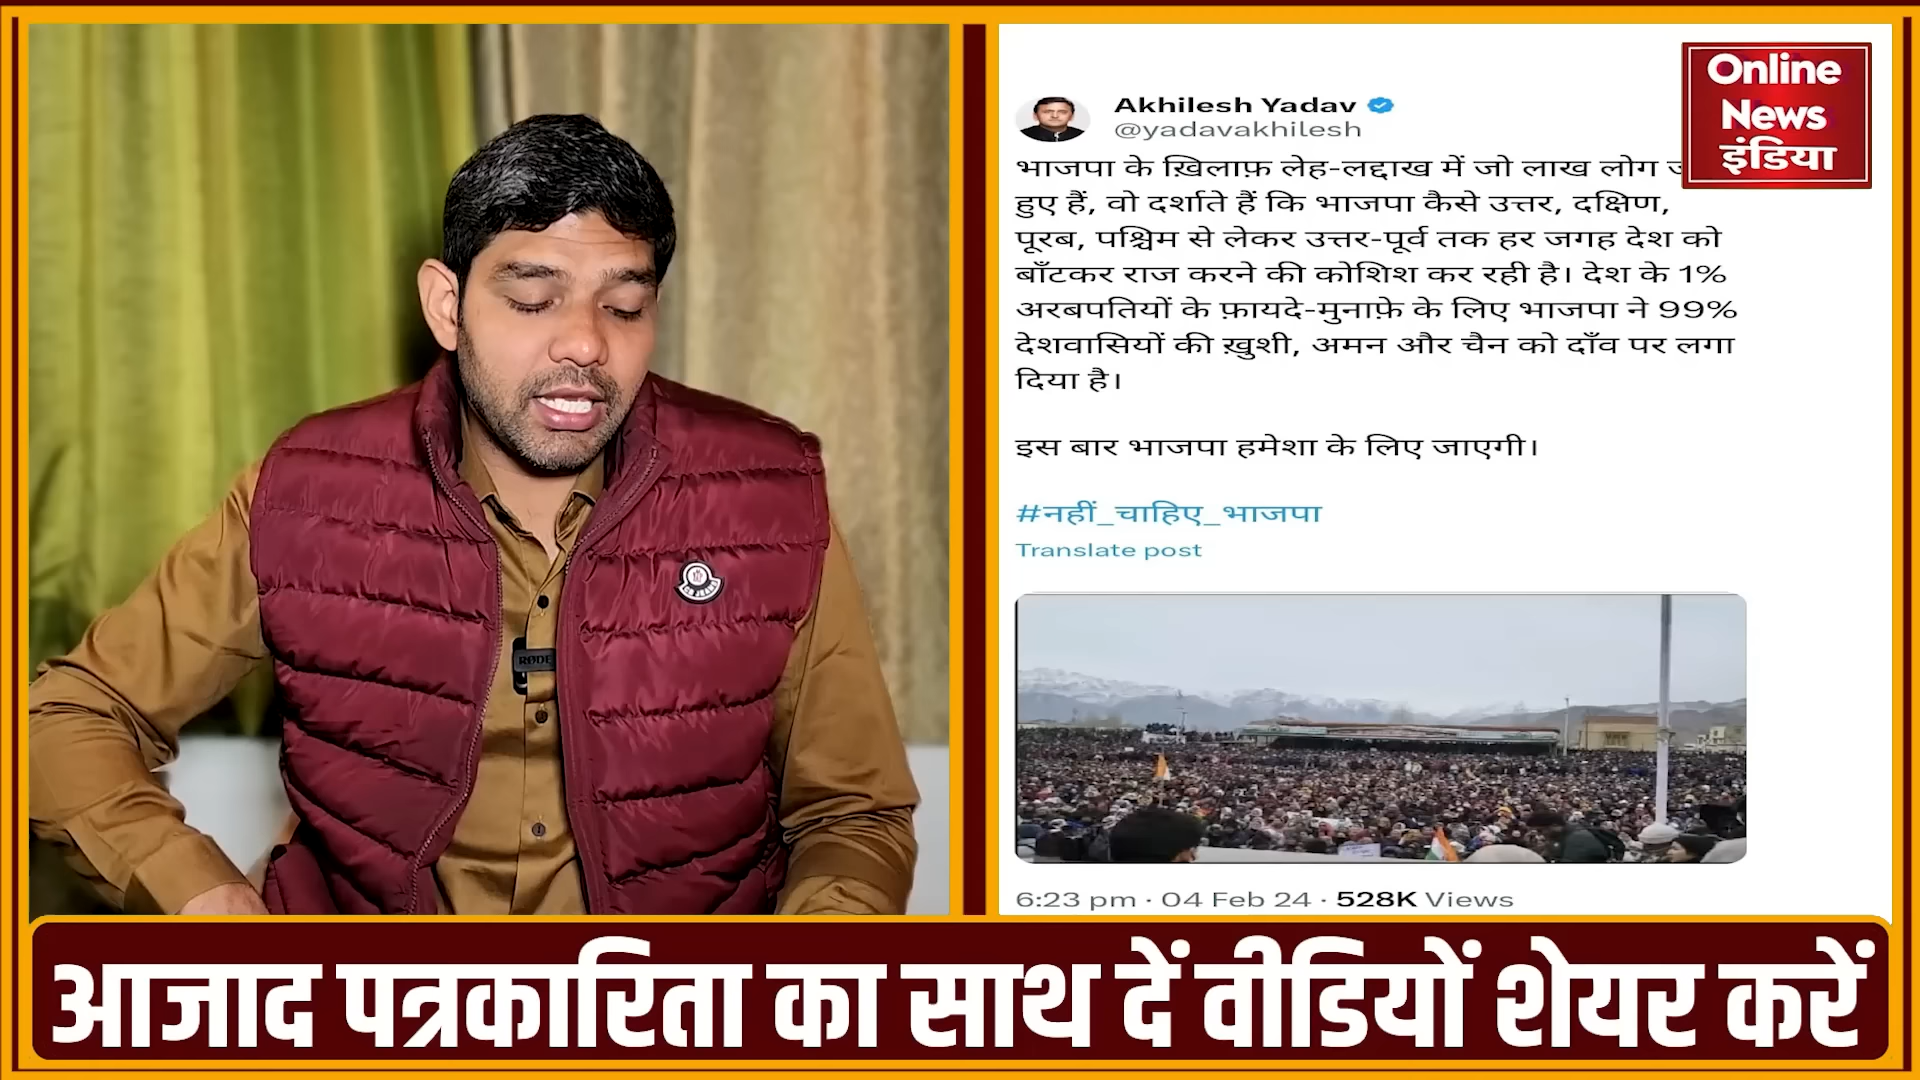 Online
News
इंडिया
Akhilesh Yadav
@yadavakhilesh
भाजपा के ख़िलाफ़ लेह-लद्दाख में जो लाख लोग
हुए हैं, वो दर्शाते हैं कि भाजपा कैसे उत्तर, दक्षिण,
पूरब, पश्चिम से लेकर उत्तर-पूर्व तक हर जगह देश को
बाँटकर राज करने की कोशिश कर रही है। देश के 1%
अरबपतियों के फ़ायदे-मुनाफ़े के लिए भाजपा ने 99%
देशवासियों की ख़ुशी, अमन और चैन को दाँव पर लगा
दिया है।
इस बार भाजपा हमेशा के लिए जाएगी।
#नहीं_चाहिए_भाजपा
Translate post
6:23 pm · 04 Feb 24 · 528K Views
RØDE
आजाद पत्रकारिता का साथ दें वीडियों शेयर करें